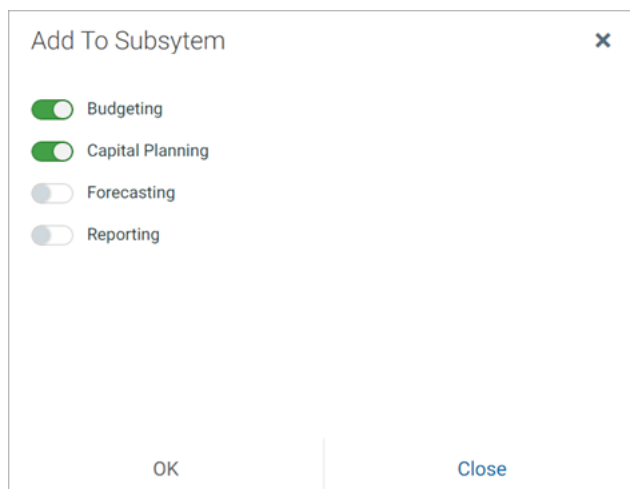 Add To Subsytem
Budgeting
Capital Planning
Forecasting
Reporting
OK
Close